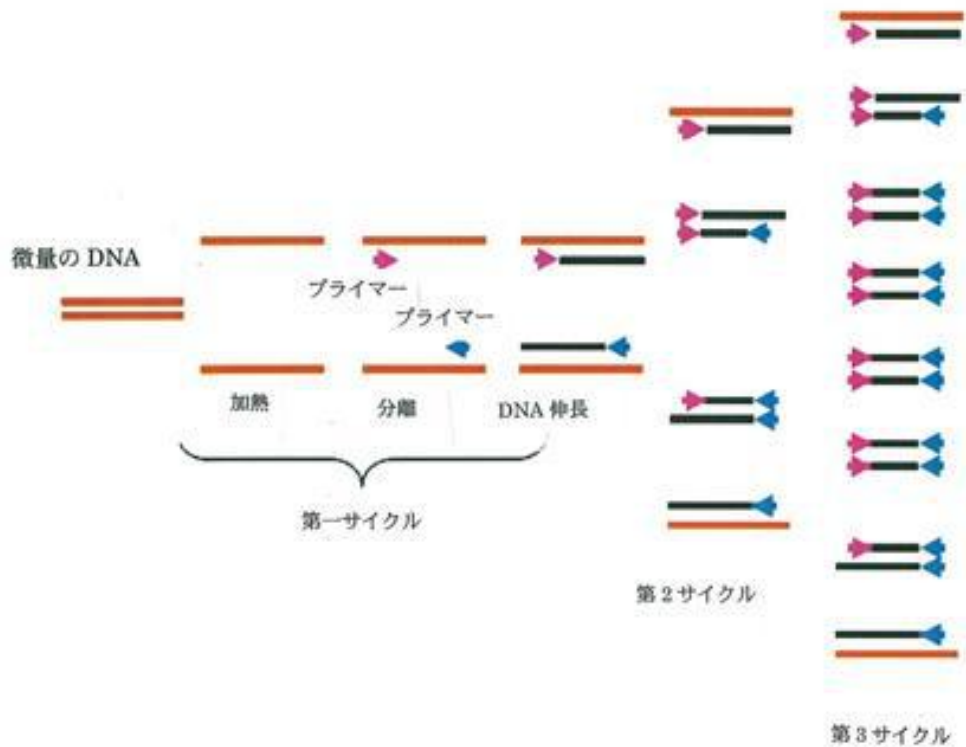 微量の DNA
プライマー
プライマー
加熱
分離
DNA 伸長
第一サイクル
第 2 サイクル
第 3 サイクル